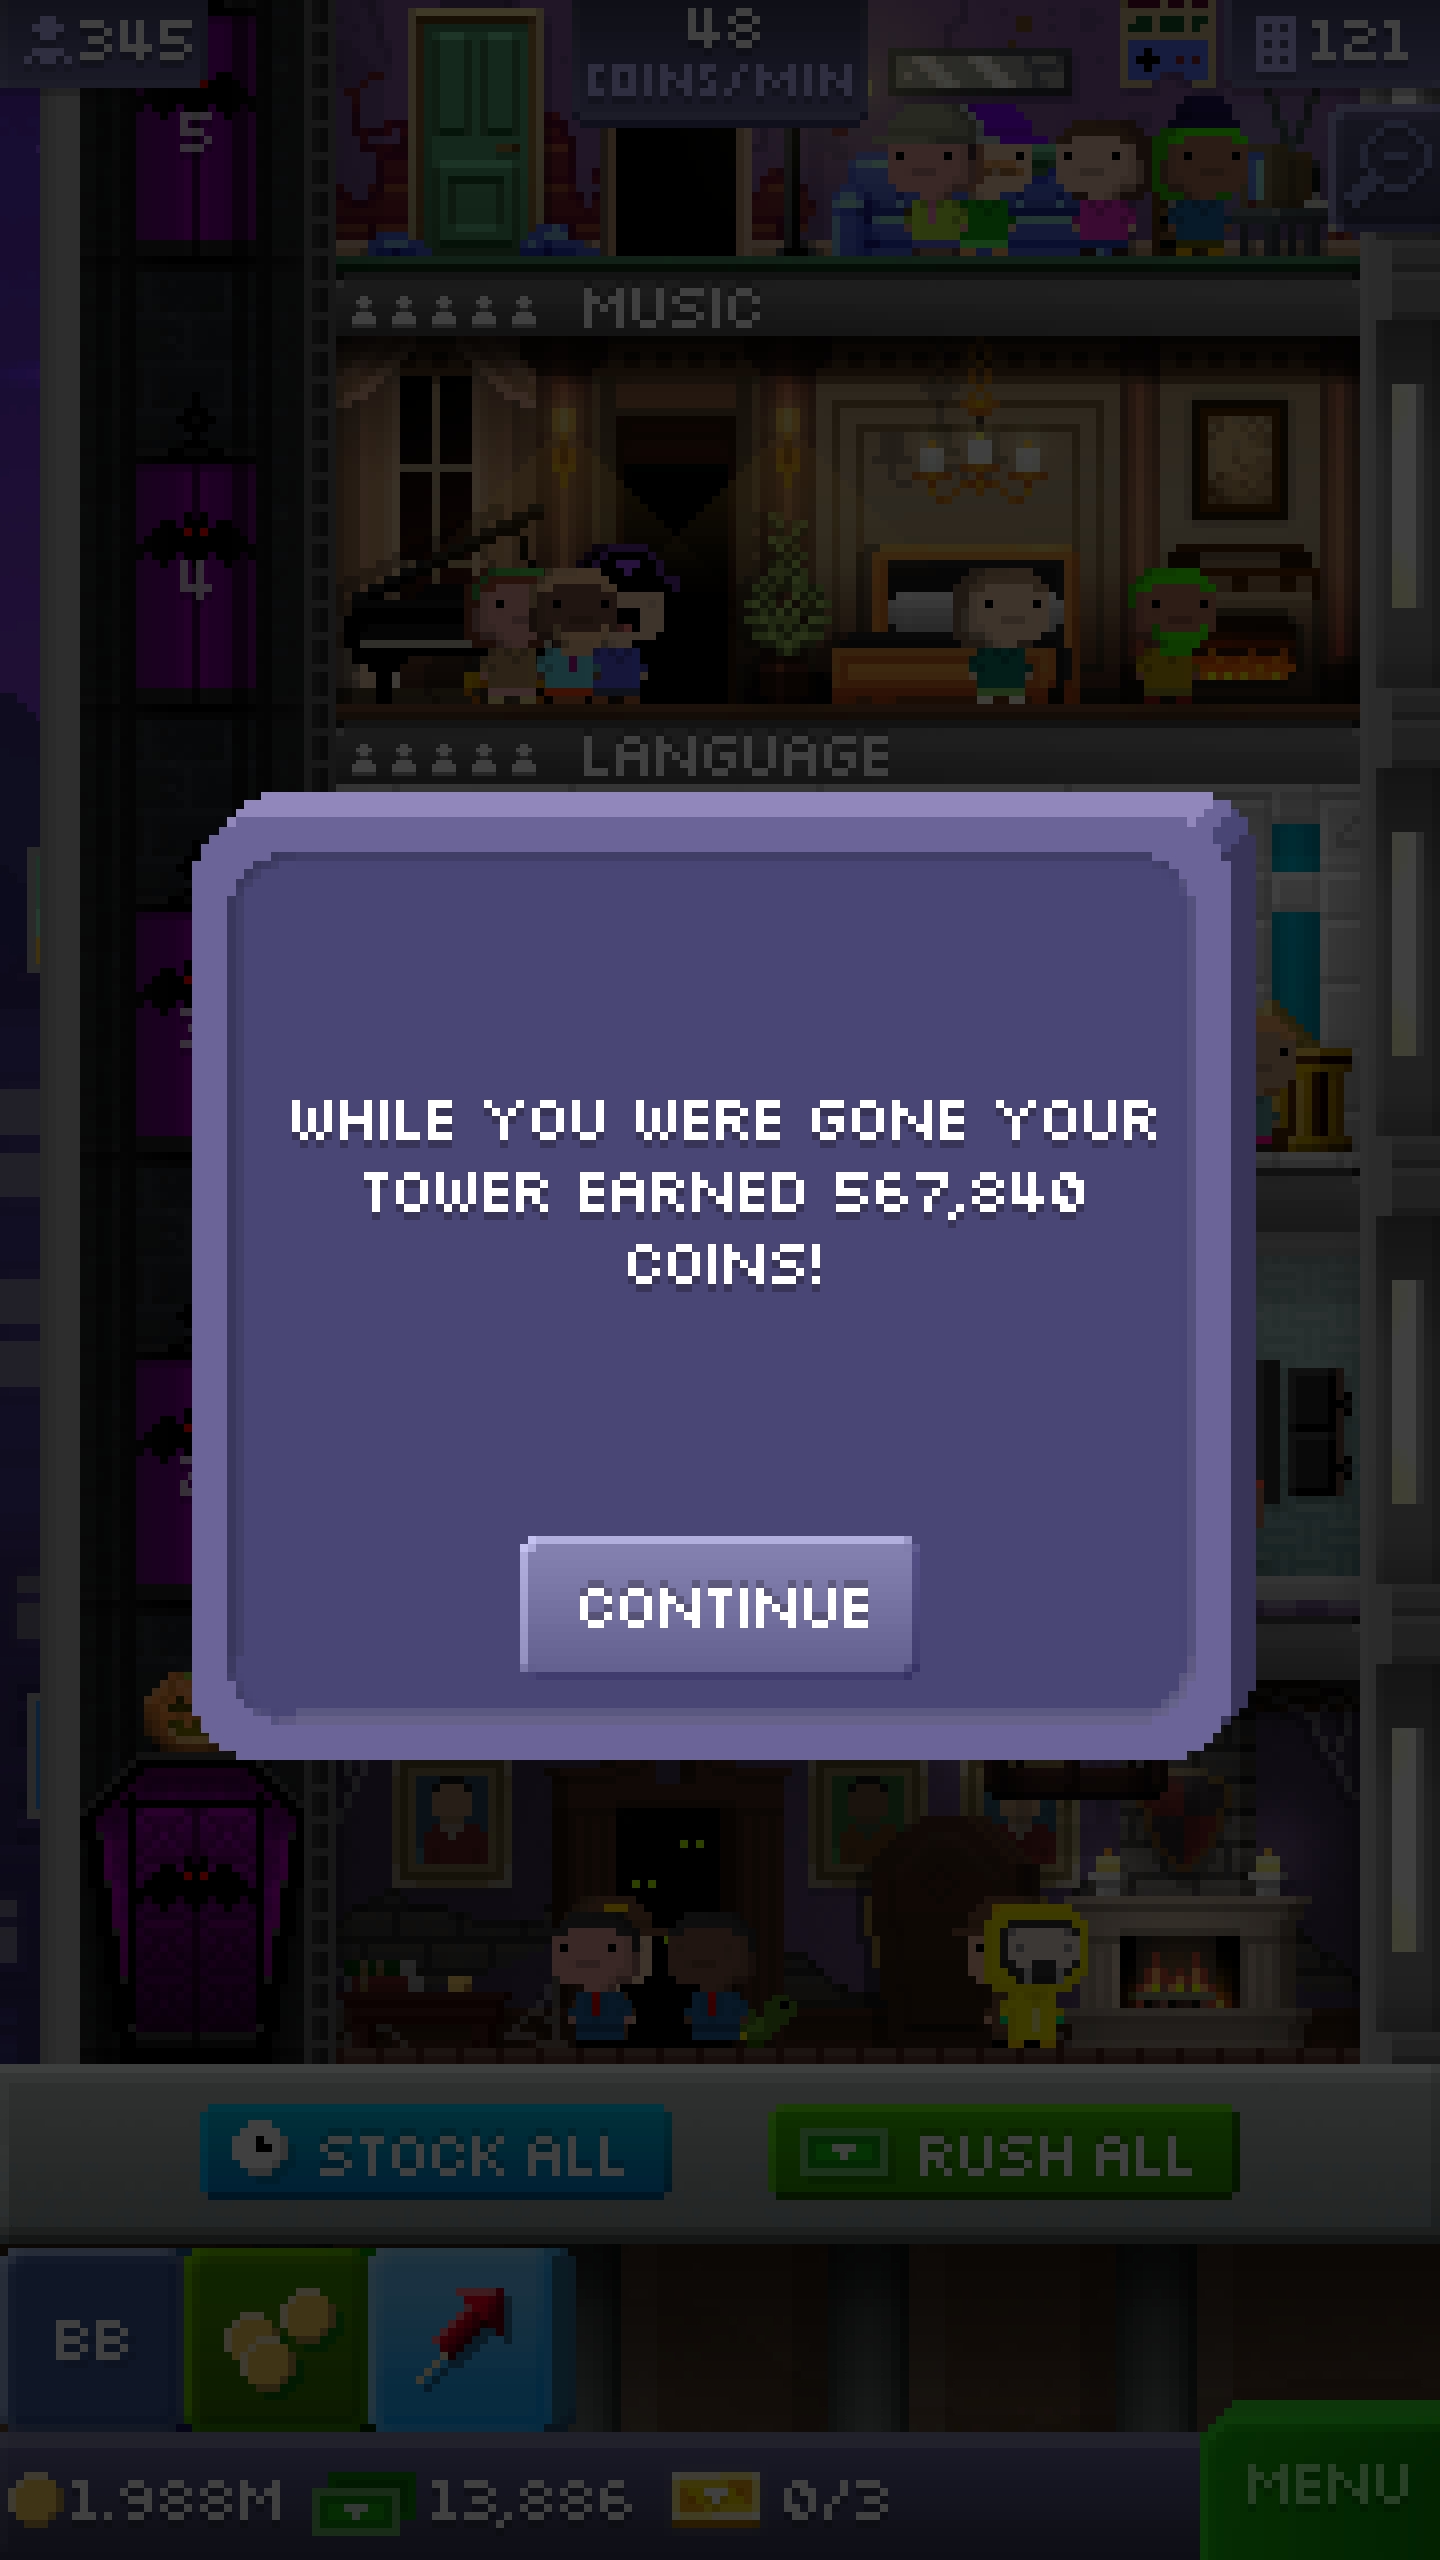 345
48
COINS/MIN
121
5
MUSIC
4
LANGUAGE
WHILE YOU WERE GONE YOUR
TOWER EARNED 567,840
COINS!
CONTINUE
STOCK ALL
RUSH ALL
BB
1.988M
13,886
0/3
MENU